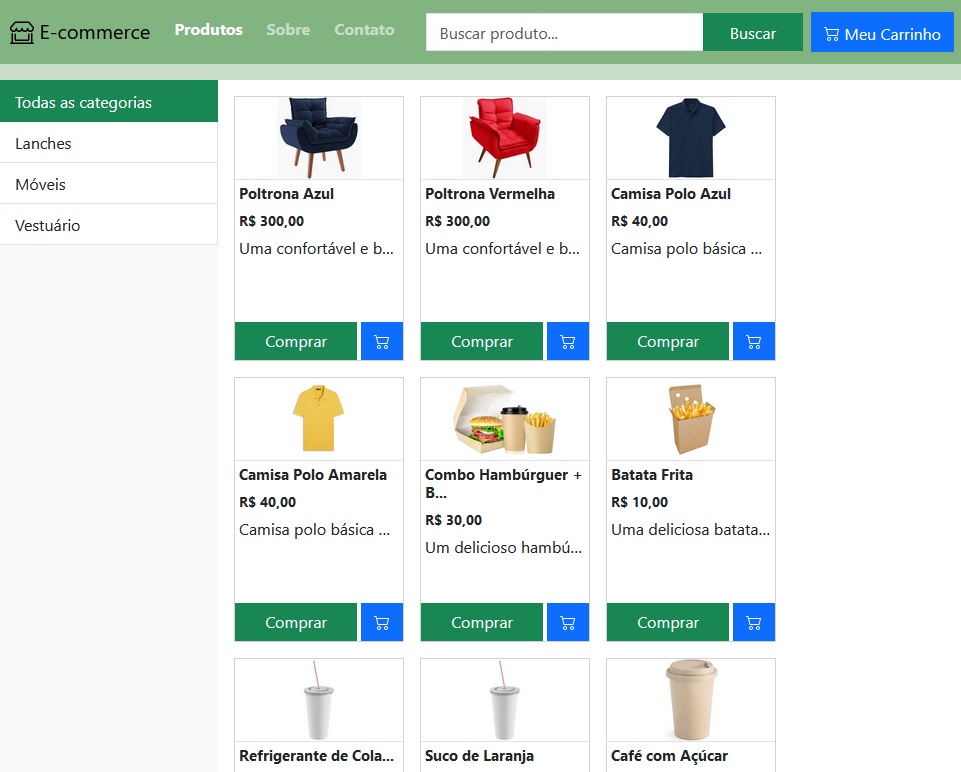 E-commerce Produtos Sobre Contato Buscar produto... Buscar Meu Carrinho
Todas as categorias
Lanches
Móveis
Vestuário
Poltrona Azul
R$ 300,00
Uma confortável e b...
Comprar
Poltrona Vermelha
R$ 300,00
Uma confortável e b...
Comprar
Camisa Polo Azul
R$ 40,00
Camisa polo básica ...
Comprar
Camisa Polo Amarela
R$ 40,00
Camisa polo básica ...
Comprar
Combo Hambúrguer +
B...
R$ 30,00
Um delicioso hambú...
Comprar
Batata Frita
R$ 10,00
Uma deliciosa batata...
Comprar
Refrigerante de Cola...
Suco de Laranja
Café com Açúcar